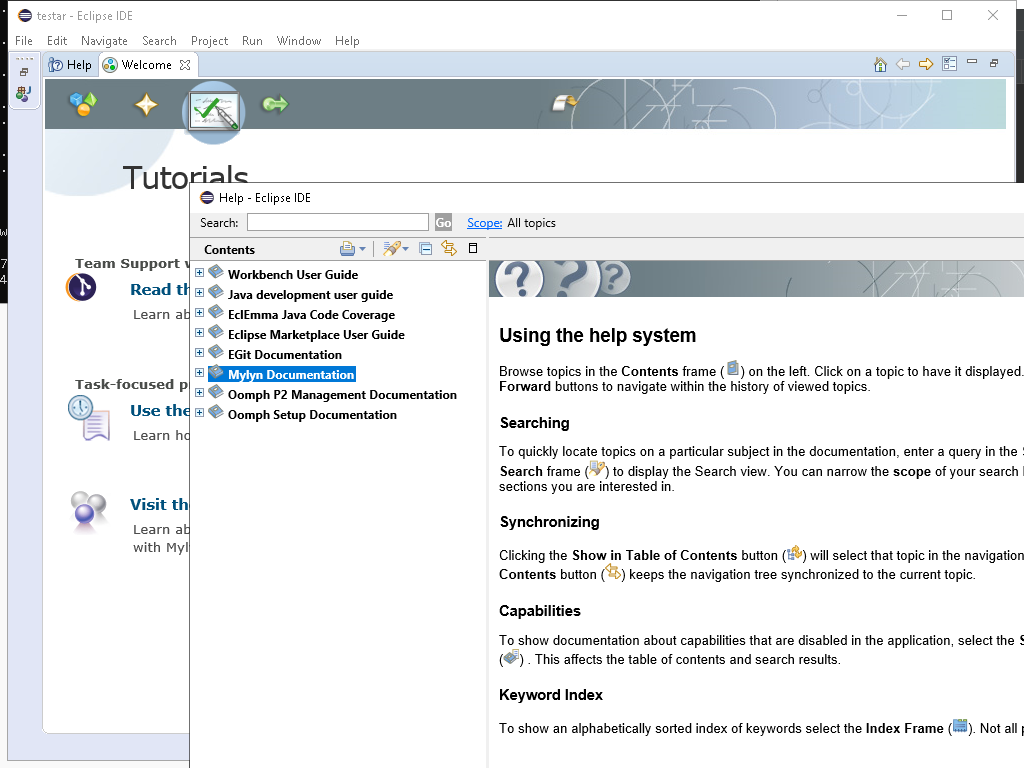 testar - Eclipse IDE
File Edit Navigate Search Project Run Window Help
Help Welcome
Tutorials
Team Support
Read th
Learn ab
Task-focused p
Use the
Learn ho
Visit th
Learn ab
with Myl
Help - Eclipse IDE
Search: Go Scope: All topics
Contents
Workbench User Guide
Java development user guide
EclEmma Java Code Coverage
Eclipse Marketplace User Guide
EGit Documentation
Mylyn Documentation
Oomph P2 Management Documentation
Oomph Setup Documentation
Using the help system
Browse topics in the Contents frame ( ) on the left. Click on a topic to have it displayed.
Forward buttons to navigate within the history of viewed topics.
Searching
To quickly locate topics on a particular subject in the documentation, enter a query in the
Search frame ( ) to display the Search view. You can narrow the scope of your search
sections you are interested in.
Synchronizing
Clicking the Show in Table of Contents button ( ) will select that topic in the navigation
Contents button ( ) keeps the navigation tree synchronized to the current topic.
Capabilities
To show documentation about capabilities that are disabled in the application, select the S
( ) . This affects the table of contents and search results.
Keyword Index
To show an alphabetically sorted index of keywords select the Index Frame ( ). Not all p